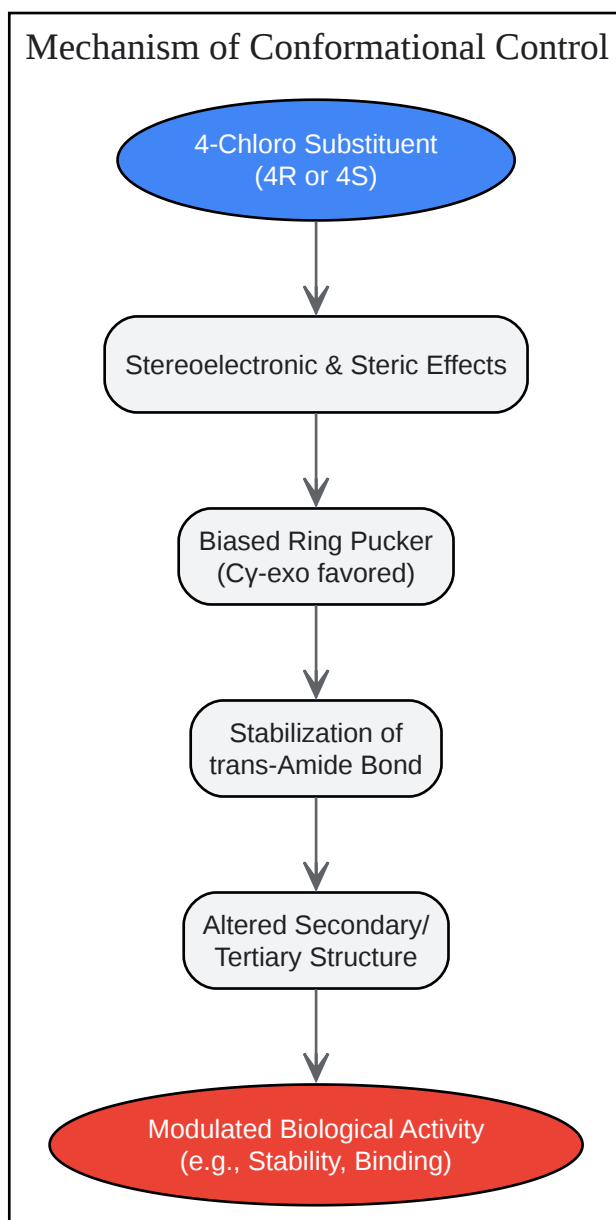 Mechanism of Conformational Control
4-Chloro Substituent
(4R or 4S)
Stereoelectronic & Steric Effects
Biased Ring Pucker
(Cγ-exo favored)
Stabilization of
trans-Amide Bond
Altered Secondary/
Tertiary Structure
Modulated Biological Activity
(e.g., Stability, Binding)